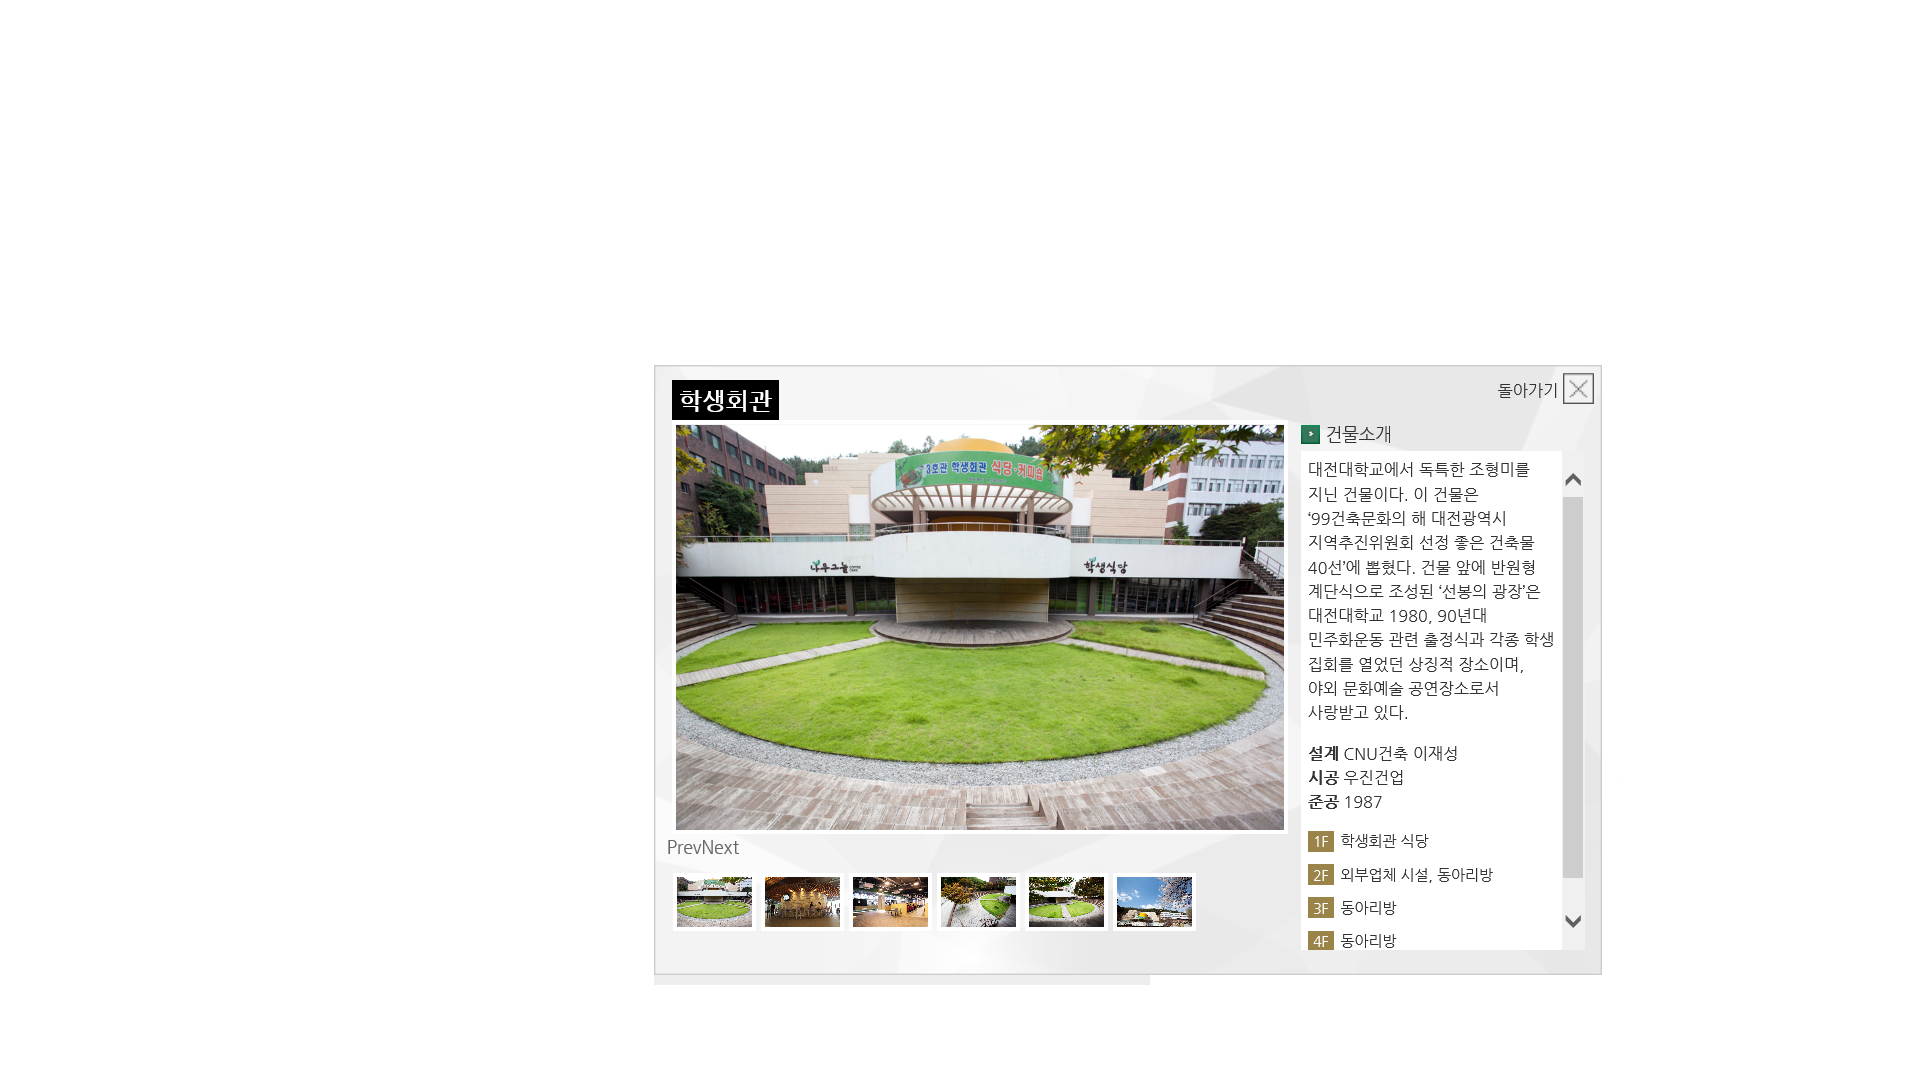 학생회관
돌아가기
3호관 학생회관 식당·커피숍
나무그늘
학생식당
PrevNext
건물소개
대전대학교에서 독특한 조형미를
지닌 건물이다. 이 건물은
‘99건축문화의 해 대전광역시
지역추진위원회 선정 좋은 건축물
40선’에 뽑혔다. 건물 앞에 반원형
계단식으로 조성된 ‘선봉의 광장’은
대전대학교 1980, 90년대
민주화운동 관련 출정식과 각종 학생
집회를 열었던 상징적 장소이며,
야외 문화예술 공연장소로서
사랑받고 있다.
설계 CNU건축 이재성
시공 우진건업
준공 1987
1F 학생회관 식당
2F 외부업체 시설, 동아리방
3F 동아리방
4F 동아리방